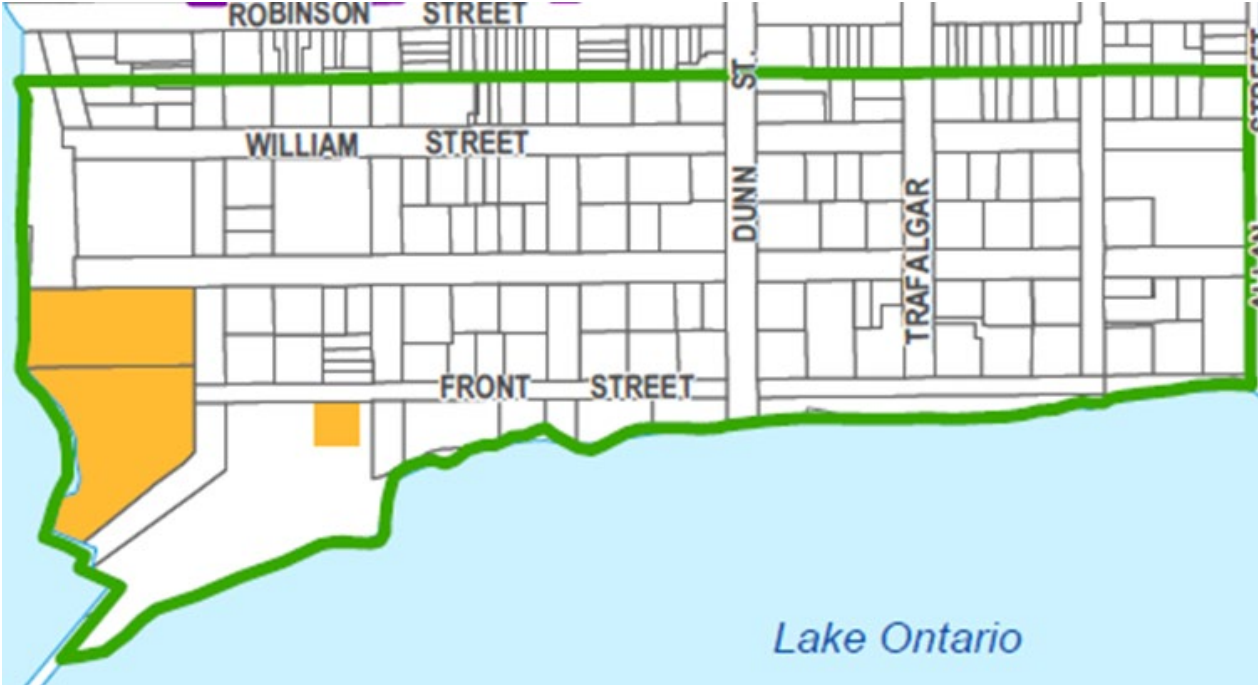 ROBINSON STREET
ST.
WILLIAM STREET
DUNN
TRAFALGAR
FRONT STREET
Lake Ontario